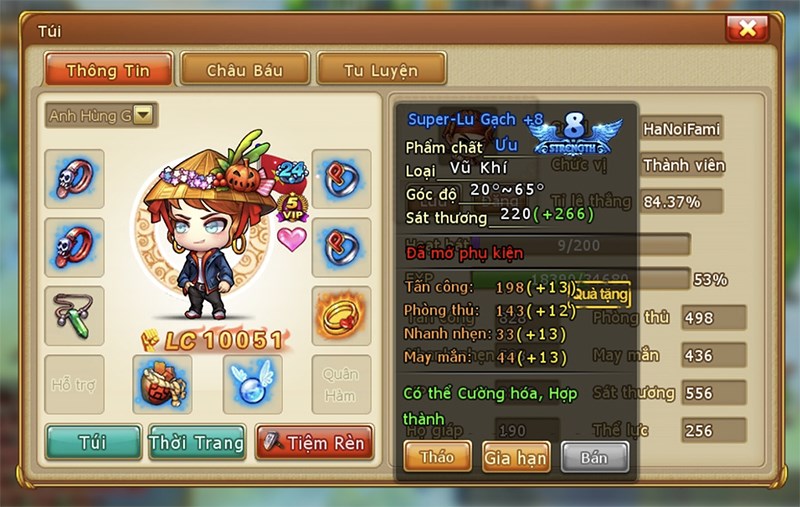 Túi
Thông Tin
Châu Báu
Tu Luyện
Anh Hùng G
24
5
VIP
LC10051
Hỗ trợ
Quân
Hàm
Túi
Thời Trang
Tiệm Rèn
Super-Lu Gạch +8
8
STRENGTH
Phẩm chất Ưu
Loại Vũ Khí
Góc độ 20°~65°
Sát thương 220(+266)
Đã mở phụ kiện
Tấn công: 198(+13)
Quà tặng
Phòng thủ: 143(+12)
Nhanh nhẹn: 33(+13)
May mắn: 44(+13)
Có thể Cường hóa, Hợp
thành
Tháo
Gia hạn
Bán
HaNoiFami
Chức vị Thành viên
Tỉ lệ thắng 84.37%
9/200
EXP 53%
Phòng thủ 498
May mắn 436
Sát thương 556
Hộ giáp 190
Thể lực 256